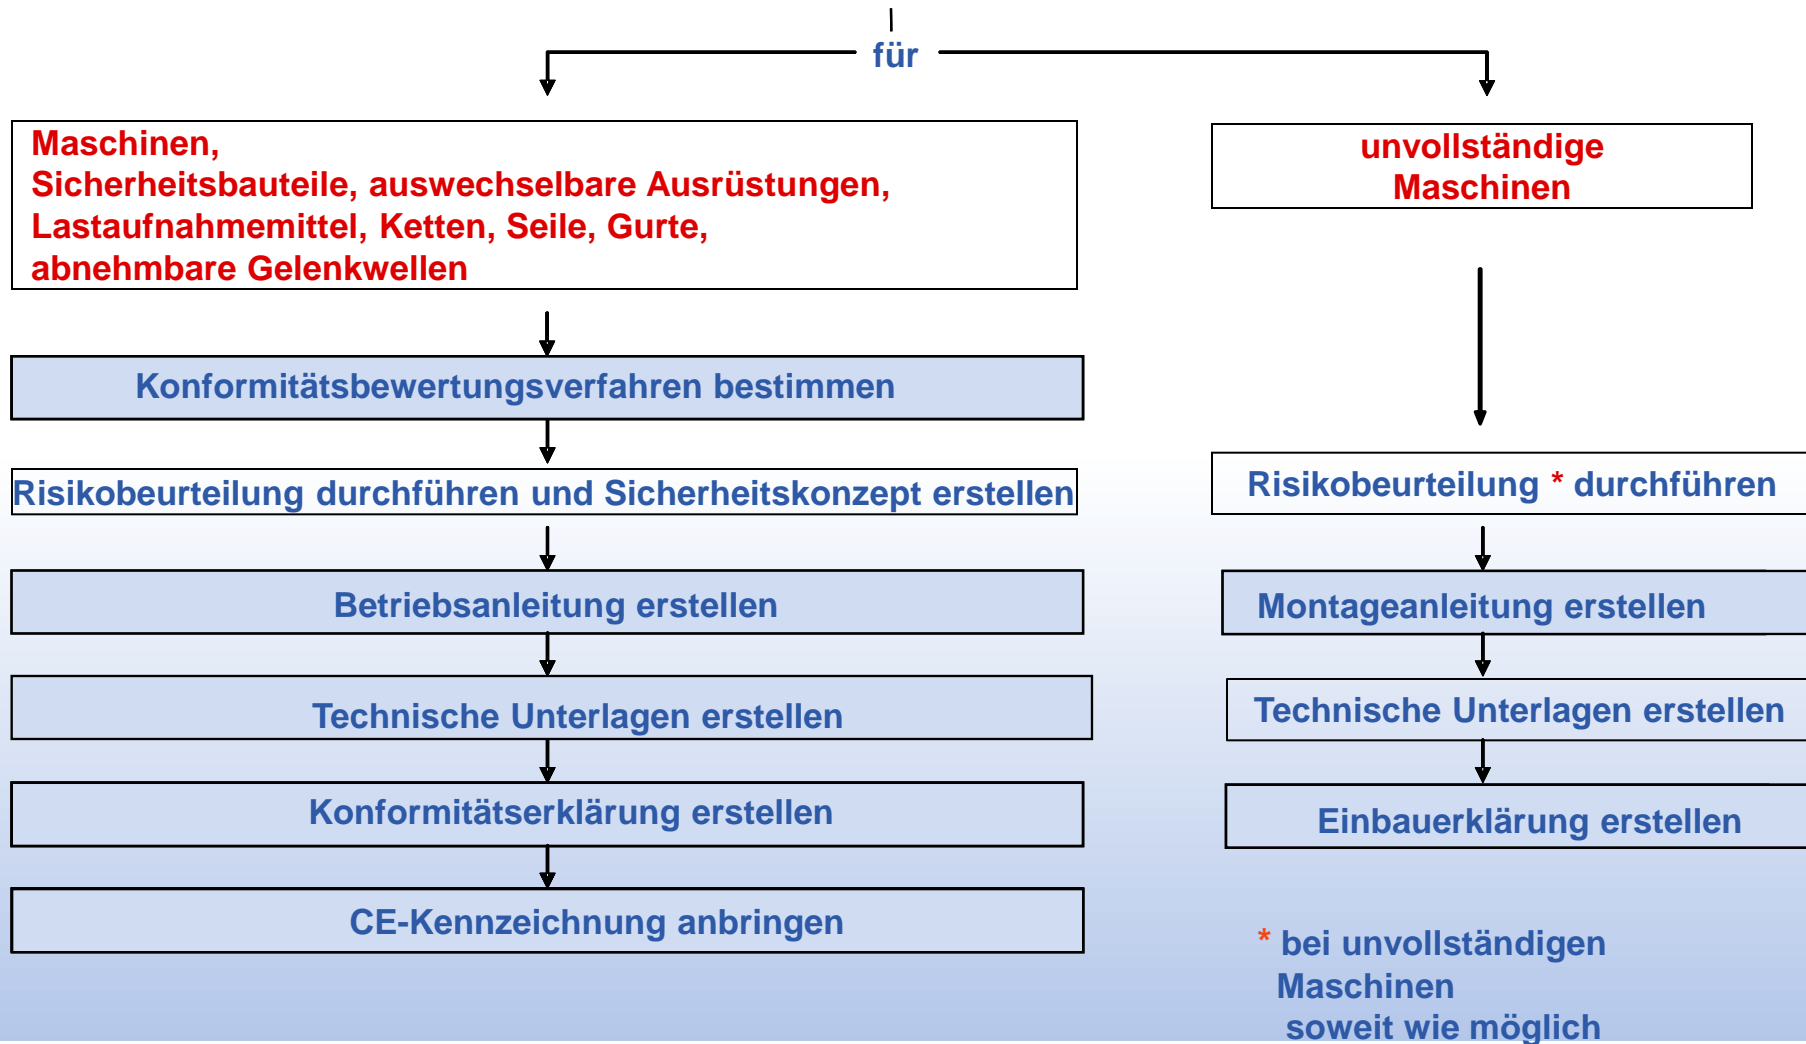 für
Maschinen,
Sicherheitsbauteile, auswechselbare Ausrüstungen,
Lastaufnahmemittel, Ketten, Seile, Gurte,
abnehmbare Gelenkwellen
Konformitätsbewertungsverfahren bestimmen
Risikobeurteilung durchführen und Sicherheitskonzept erstellen
Betriebsanleitung erstellen
Technische Unterlagen erstellen
Konformitätserklärung erstellen
CE-Kennzeichnung anbringen
unvollständige
Maschinen
Risikobeurteilung * durchführen
Montageanleitung erstellen
Technische Unterlagen erstellen
Einbauerklärung erstellen
* bei unvollständigen
Maschinen
soweit wie möglich